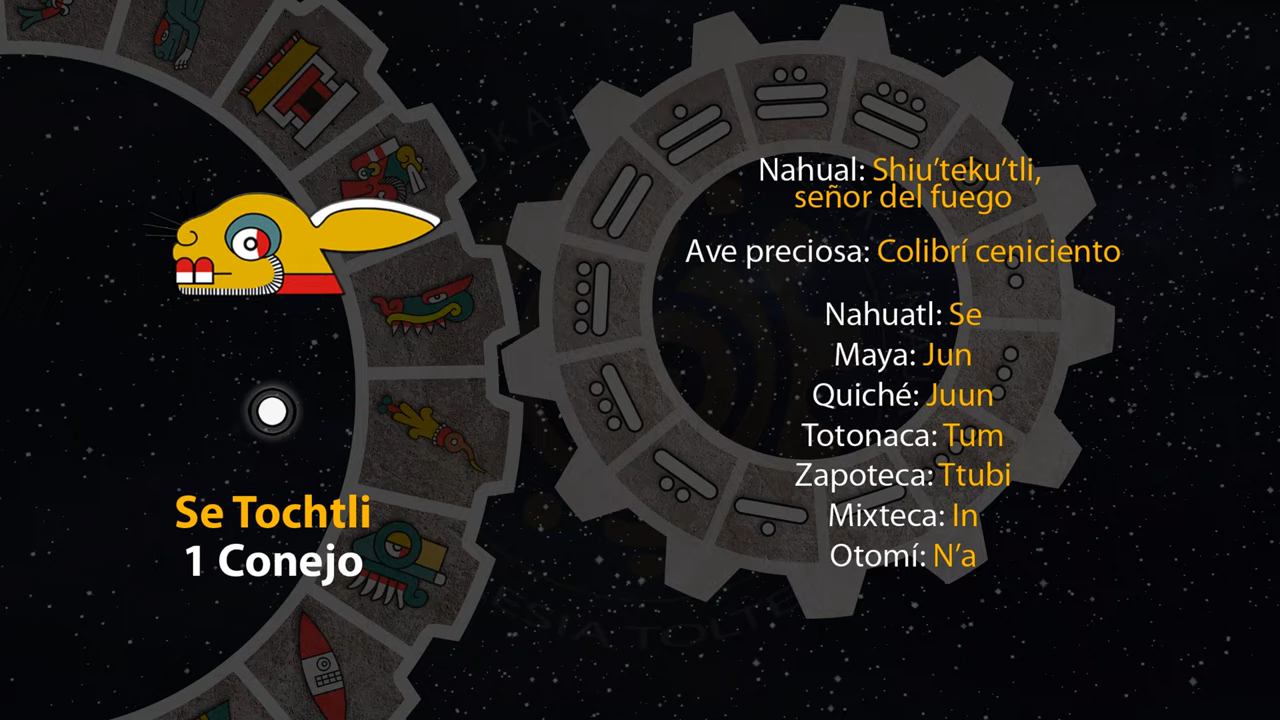 Se Tochtli
1 Conejo
Nahual: Shiu’teku’tli,
señor del fuego
Ave preciosa: Colibrí ceniciento
Nahuatl: Se
Maya: Jun
Quiché: Juun
Totonaca: Tum
Zapoteca: Ttubi
Mixteca: In
Otomí: N’a